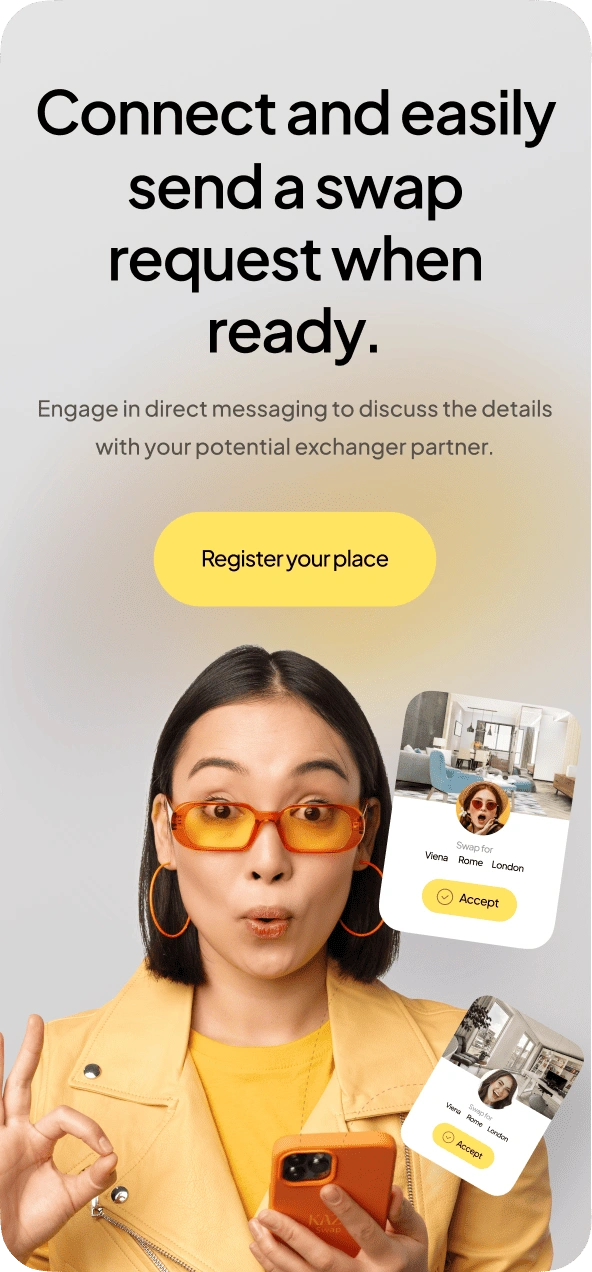 Connect and easily
send a swap
request when
ready.
Engage in direct messaging to discuss the details
with your potential exchanger partner.
Register your place
Swap for
Viena Rome London
Accept
Swap for
Viena Rome London
Accept
Swap